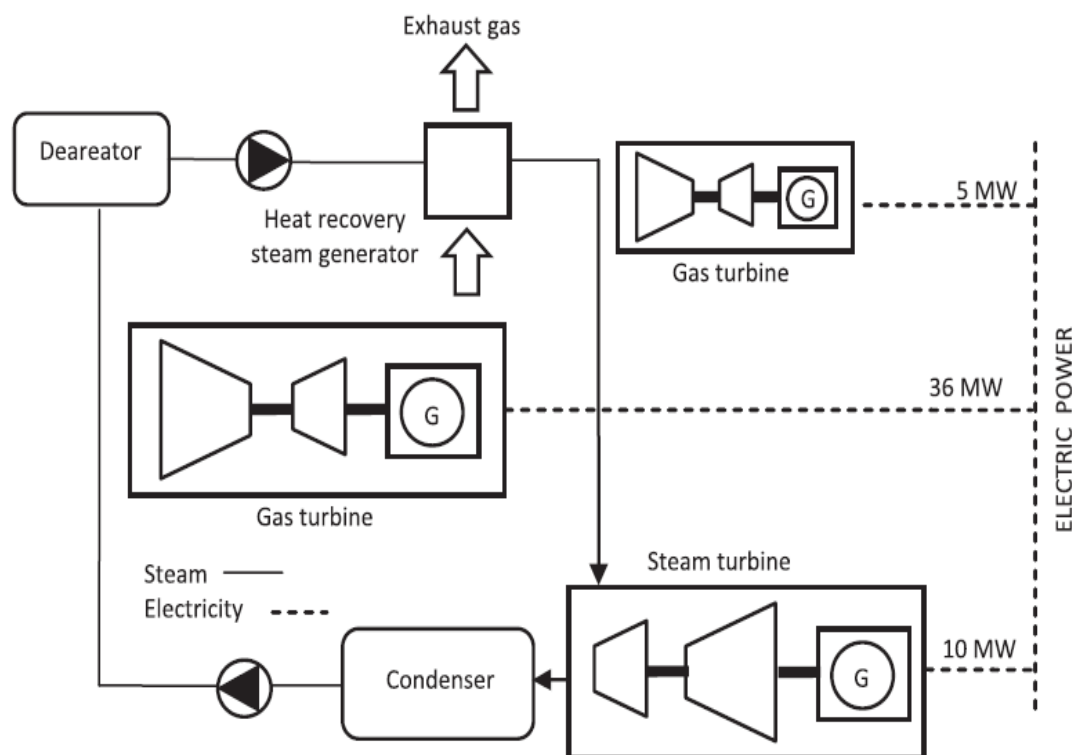 Exhaust gas
Deareator
Heat recovery
steam generator
G
Gas turbine
5 MW
G
Gas turbine
36 MW
ELECTRIC POWER
Steam
Electricity
Steam turbine
G
10 MW
Condenser